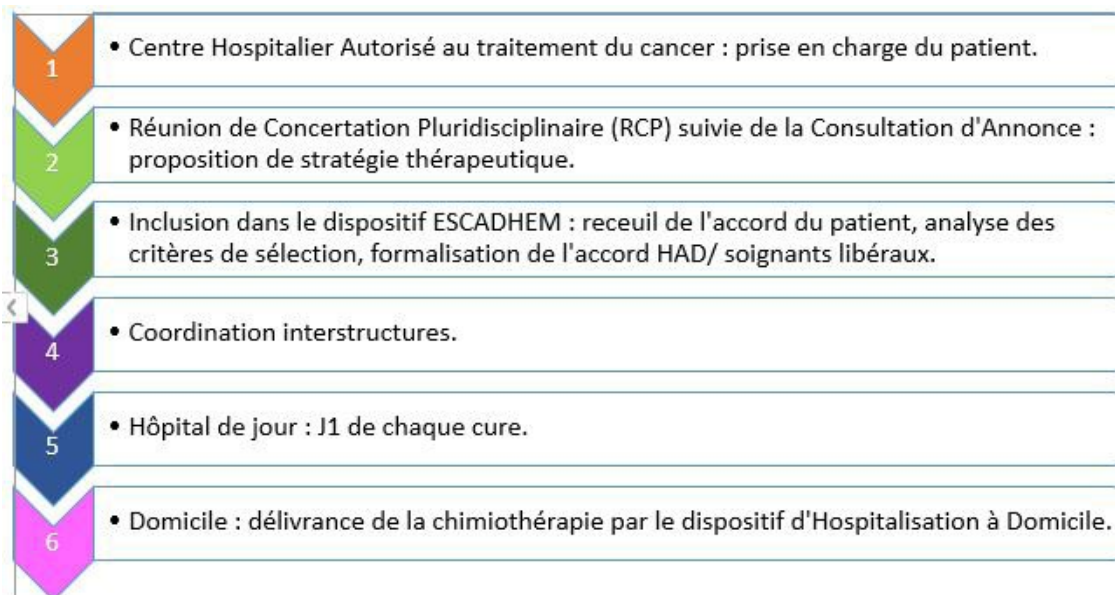 1
• Centre Hospitalier Autorisé au traitement du cancer : prise en charge du patient.
2
• Réunion de Concertation Pluridisciplinaire (RCP) suivie de la Consultation d'Annonce :
proposition de stratégie thérapeutique.
3
• Inclusion dans le dispositif ESCADHEM : receuil de l'accord du patient, analyse des
critères de sélection, formalisation de l'accord HAD/ soignants libéraux.
4
• Coordination interstructures.
5
• Hôpital de jour : J1 de chaque cure.
6
• Domicile : délivrance de la chimiothérapie par le dispositif d'Hospitalisation à Domicile.